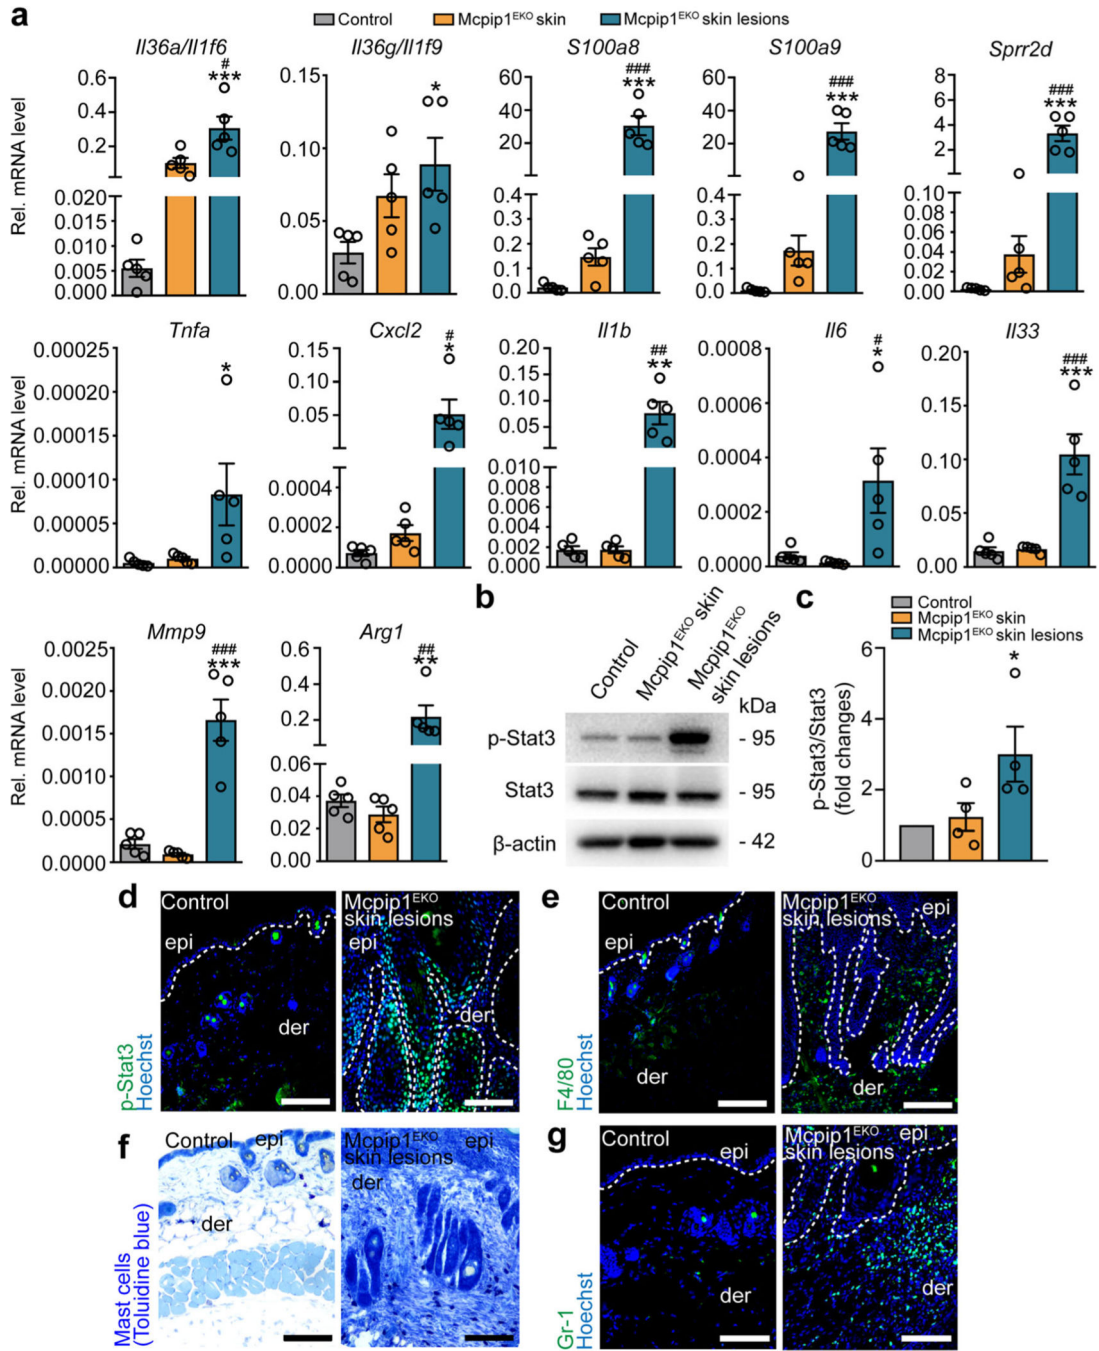 a
Control Mcpip1EKO skin Mcpip1EKO skin lesions
Il36a/Il1f6 Il36g/Il1f9 S100a8 S100a9 Sprr2d
Rel. mRNA level
0.6
0.2
0.020
0.015
0.010
0.005
0.000
#
***
0.15
0.10
0.05
0.00
*
60
20
0.4
0.3
0.2
0.1
0.0
###
***
60
40
20
0.4
0.3
0.2
0.1
0.0
###
***
8
6
4
2
0.10
0.08
0.06
0.04
0.02
0.00
###
***
Tnfa Cxcl2 Il1b Il6 Il33
Rel. mRNA level
0.00025
0.00020
0.00015
0.00010
0.00005
0.00000
*
0.15
0.10
0.05
0.0004
0.0002
0.0000
#
*
0.20
0.15
0.10
0.05
0.010
0.008
0.006
0.004
0.002
0.000
##
**
0.0008
0.0006
0.0004
0.0002
0.0000
#
*
0.20
0.15
0.10
0.05
0.00
###
***
Mmp9 Arg1
Rel. mRNA level
0.0025
0.0020
0.0015
0.0010
0.0005
0.0000
###
***
0.6
0.4
0.2
0.06
0.04
0.02
0.00
##
**
b
Control
Mcpip1EKO skin
Mcpip1EKO
skin lesions
kDa
p-Stat3 - 95
Stat3 - 95
β-actin - 42
c
Control
Mcpip1EKO skin
Mcpip1EKO skin lesions
p-Stat3/Stat3
(fold changes)
6
4
2
0
*
d
p-Stat3
Hoechst
Control
epi
der
Mcpip1EKO
skin lesions
epi
der
e
F4/80
Hoechst
Control
epi
der
Mcpip1EKO
skin lesions
epi
der
f
Mast cells
(Toluidine blue)
Control epi
der
Mcpip1EKO
skin lesions
epi
der
g
Gr-1
Hoechst
Control
epi
der
Mcpip1EKO
skin lesions
epi
der